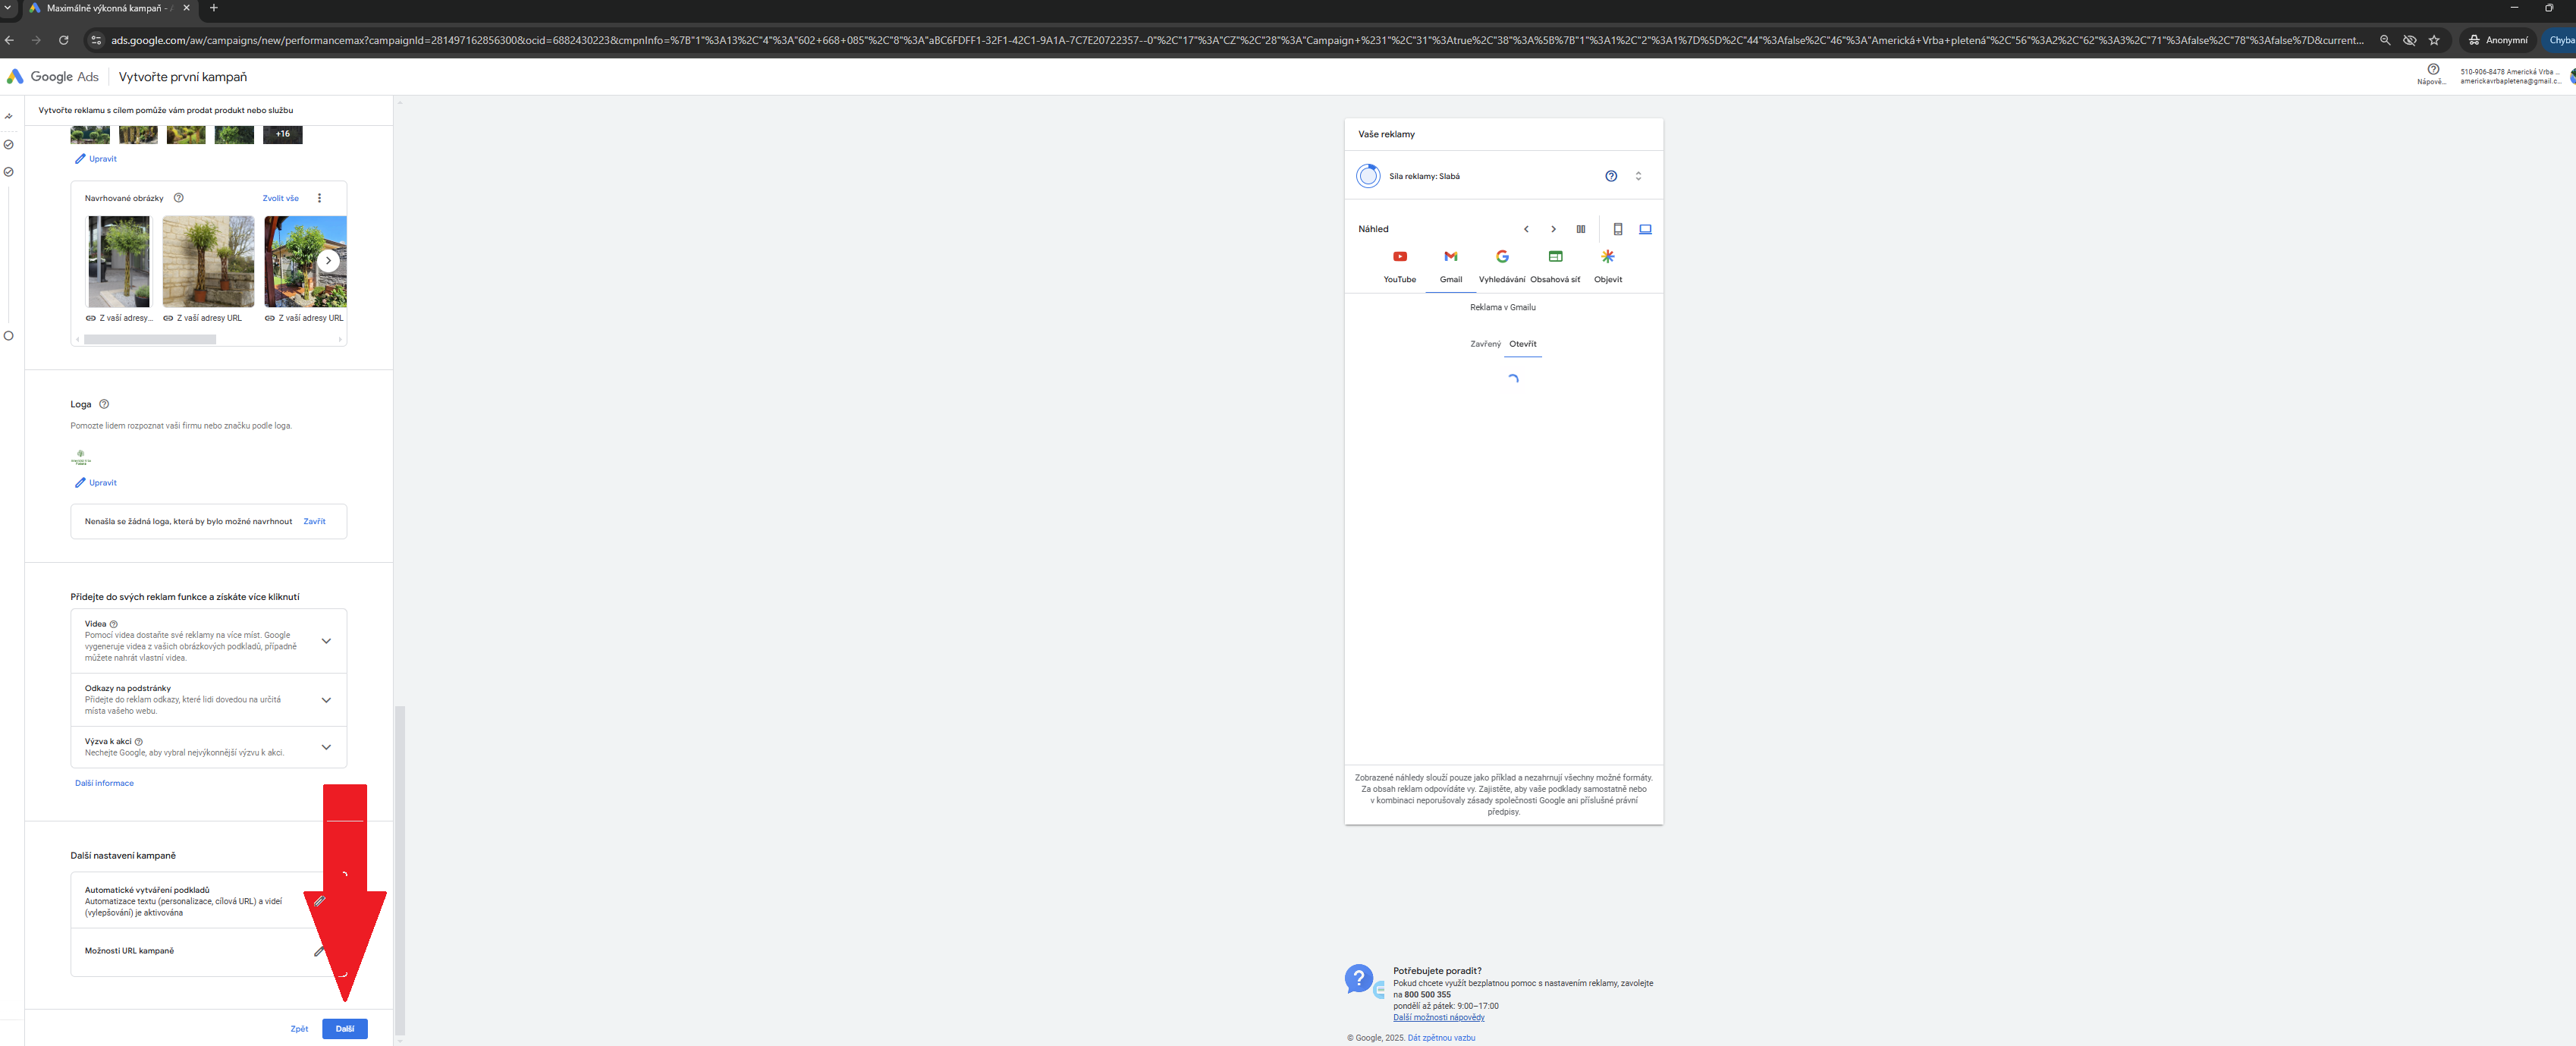 Maximálně výkonná kampaň - A
ads.google.com/aw/campaigns/new/performancemax?campaignId=281497162856300&ocid=6882430223&cmpnInfo=%7B"1"%3A13%2C"4"%3A"602+668+085"%2C"8"%3A"aBC6FDFF1-32F1-42C1-9A1A-7C7E20722357--0"%2C"17"%3A"CZ"%2C"28"%3A"Campaign+%231"%2C"31"%3Atrue%2C"38"%3A%5B%7B"1"%3A1%2C"2"%3A1%7D%5D%2C"44"%3Afalse%2C"46"%3A"Americká+Vrba+pletená"%2C"56"%3A2%2C"62"%3A3%2C"71"%3Afalse%2C"78"%3Afalse%7D&current...
Anonymní
Chyba
Google Ads
Vytvořte první kampaň
Nápově...
510-906-8478 Americká Vrba ...
americkavrbapletena@gmail.c...
Vytvořte reklamu s cílem pomůže vám prodat produkt nebo službu
+16
Upravit
Navrhované obrázky
Zvolit vše
Z vaší adresy...
Z vaší adresy URL
Z vaší adresy URL
Loga
Pomozte lidem rozpoznat vaši firmu nebo značku podle loga.
Upravit
Nenašla se žádná loga, která by bylo možné navrhnout
Zavřít
Přidejte do svých reklam funkce a získáte více kliknutí
Videa
Pomocí videa dostaňte své reklamy na více míst. Google
vygeneruje videa z vašich obrázkových podkladů, případně
můžete nahrát vlastní videa.
Odkazy na podstránky
Přidejte do reklam odkazy, které lidi dovedou na určitá
místa vašeho webu.
Výzva k akci
Nechejte Google, aby vybral nejvýkonnější výzvu k akci.
Další informace
Další nastavení kampaně
Automatické vytváření podkladů
Automatizace textu (personalizace, cílová URL) a videí
(vylepšování) je aktivována
Možnosti URL kampaně
Zpět
Další
Vaše reklamy
Síla reklamy: Slabá
Náhled
YouTube
Gmail
Vyhledávání
Obsahová síť
Objevit
Reklama v Gmailu
Zavřený
Otevřít
Zobrazené náhledy slouží pouze jako příklad a nezahrnují všechny možné formáty.
Za obsah reklam odpovídáte vy. Zajistěte, aby vaše podklady samostatně nebo
v kombinaci neporušovaly zásady společnosti Google ani příslušné právní
předpisy.
Potřebujete poradit?
Pokud chcete využít bezplatnou pomoc s nastavením reklamy, zavolejte
na 800 500 355
pondělí až pátek: 9:00–17:00
Další možnosti nápovědy
© Google, 2025. Dát zpětnou vazbu